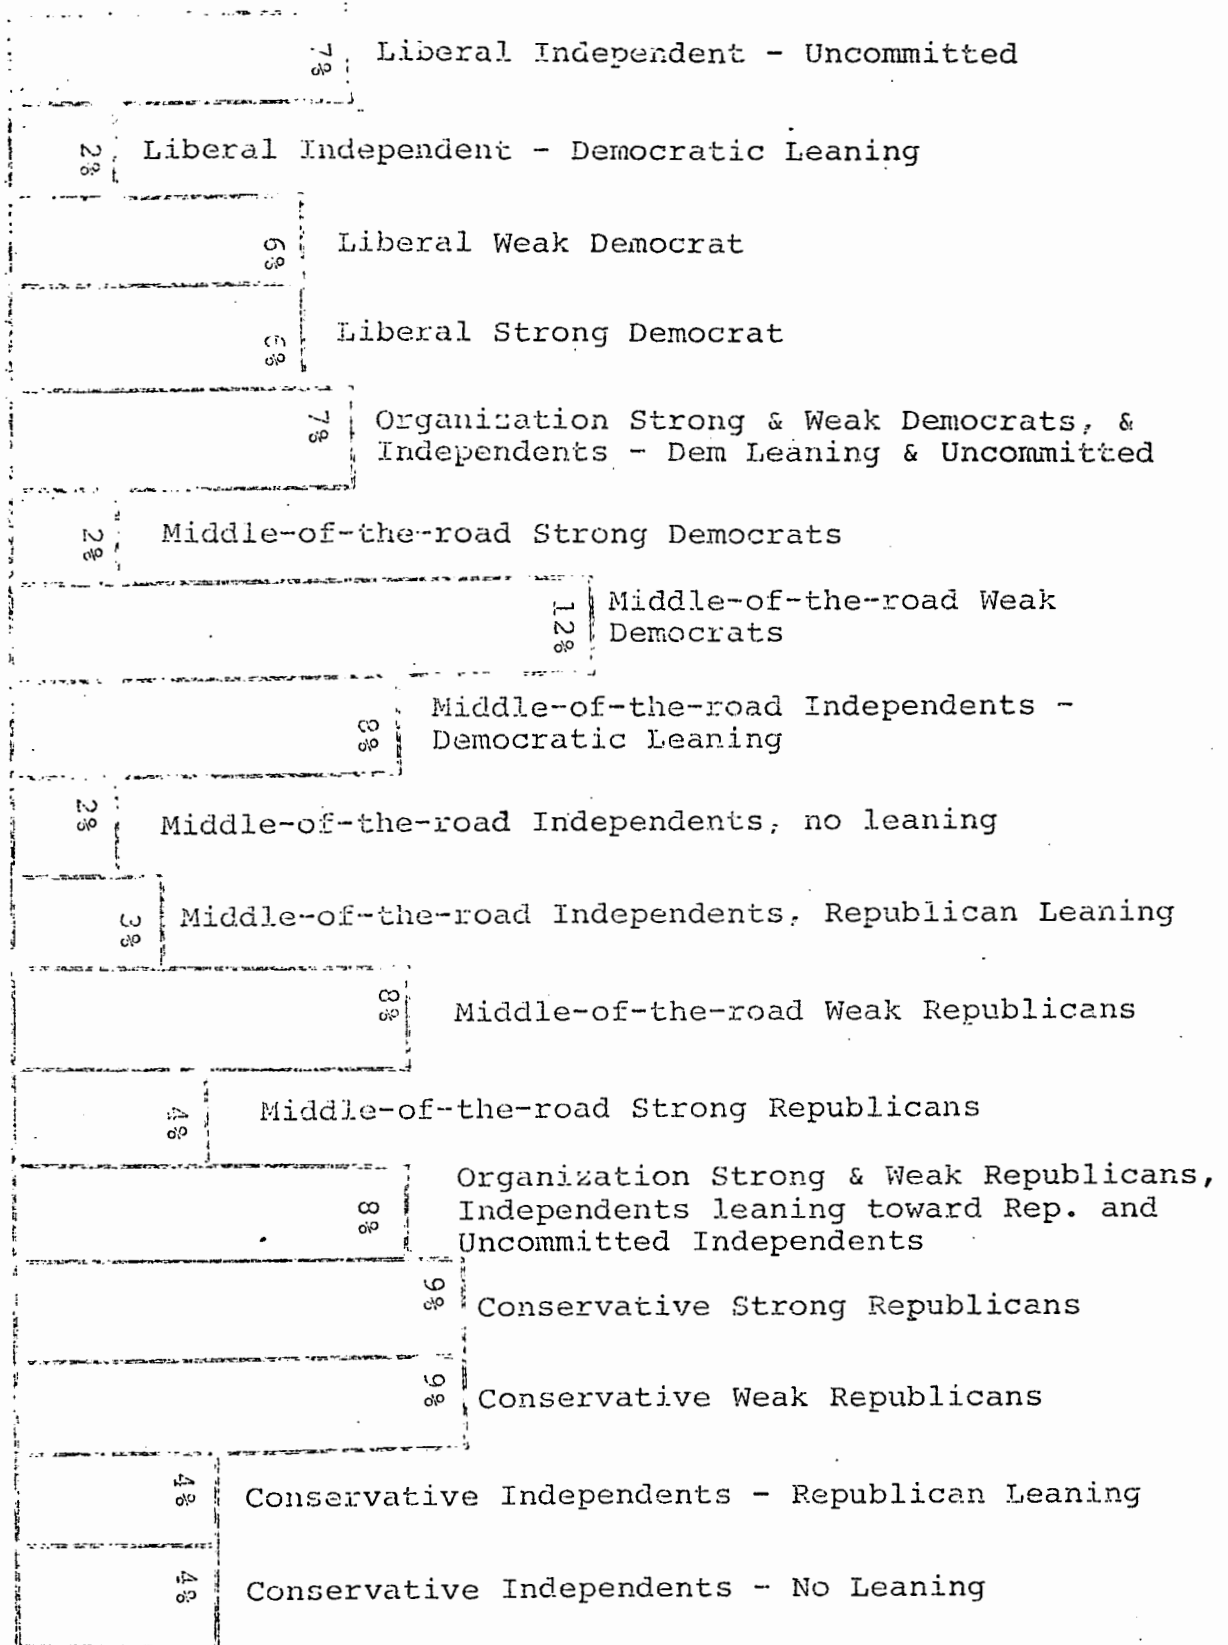 7% Liberal Independent - Uncommitted
2% Liberal Independent - Democratic Leaning
6% Liberal Weak Democrat
6% Liberal Strong Democrat
7% Organization Strong & Weak Democrats, &
Independents - Dem Leaning & Uncommitted
2% Middle-of-the-road Strong Democrats
12% Middle-of-the-road Weak
Democrats
8% Middle-of-the-road Independents -
Democratic Leaning
2% Middle-of-the-road Independents, no leaning
3% Middle-of-the-road Independents, Republican Leaning
8% Middle-of-the-road Weak Republicans
4% Middle-of-the-road Strong Republicans
8% Organization Strong & Weak Republicans,
Independents leaning toward Rep. and
Uncommitted Independents
9% Conservative Strong Republicans
9% Conservative Weak Republicans
4% Conservative Independents - Republican Leaning
4% Conservative Independents - No Leaning